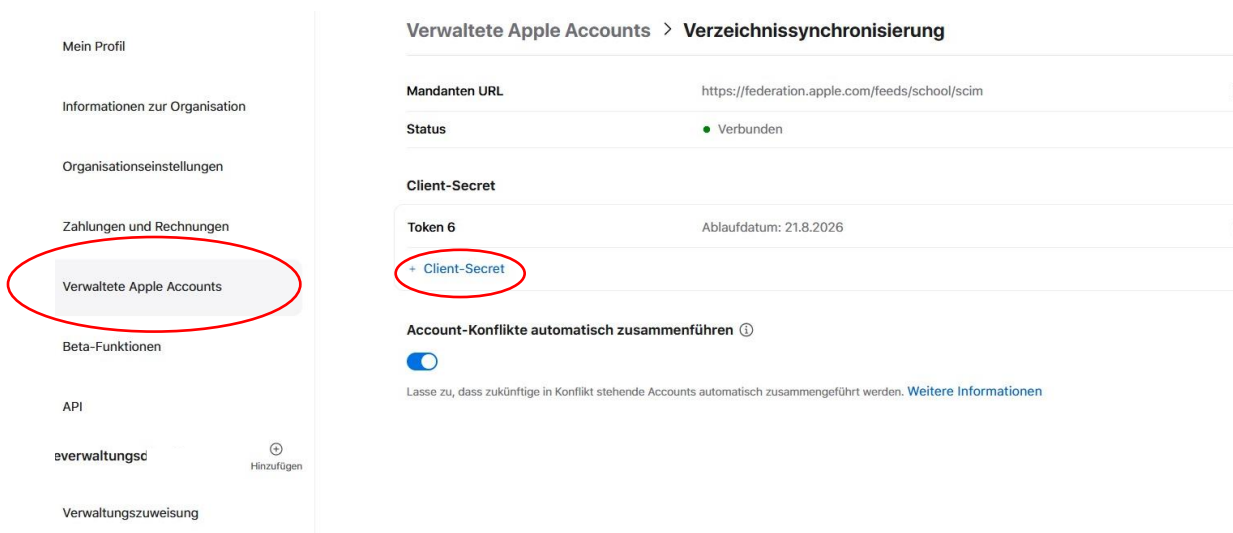 Mein Profil
Informationen zur Organisation
Organisationseinstellungen
Zahlungen und Rechnungen
Verwaltete Apple Accounts
Beta-Funktionen
API
everwaltungsd
Hinzufügen
Verwaltungszuweisung
Verwaltete Apple Accounts > Verzeichnissynchronisierung
Mandanten URL https://federation.apple.com/feeds/school/scim
Status Verbunden
Client-Secret
Token 6 Ablaufdatum: 21.8.2026
+ Client-Secret
Account-Konflikte automatisch zusammenführen
Lasse zu, dass zukünftige in Konflikt stehende Accounts automatisch zusammengeführt werden. Weitere Informationen